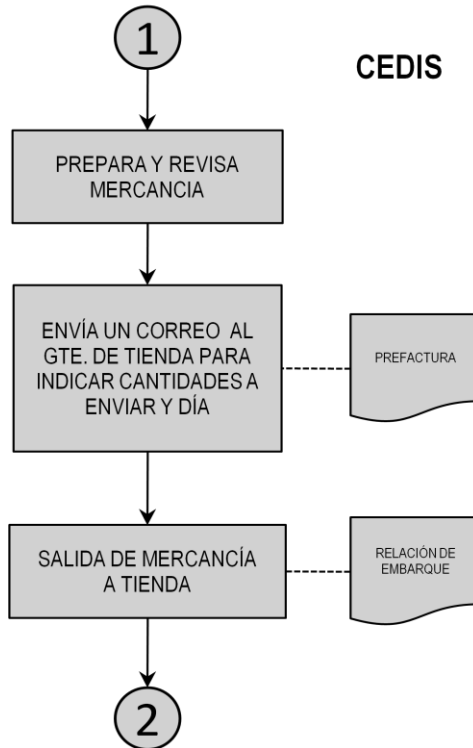 1
CEDIS
PREPARA Y REVISA
MERCANCIA
ENVÍA UN CORREO AL
GTE. DE TIENDA PARA
INDICAR CANTIDADES A
ENVIAR Y DÍA
PREFACTURA
SALIDA DE MERCANCÍA
A TIENDA
RELACIÓN DE
EMBARQUE
2